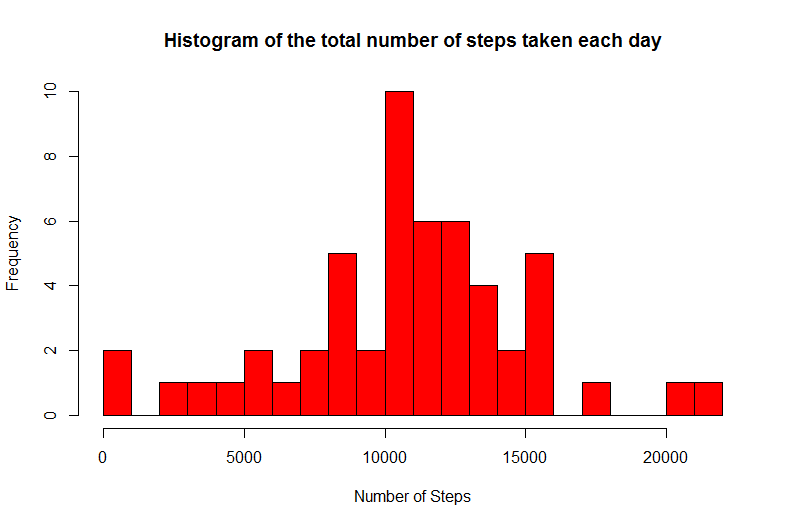 Histogram of the total number of steps taken each day
10
8
6
4
2
0
Frequency
0 5000 10000 15000 20000
Number of Steps